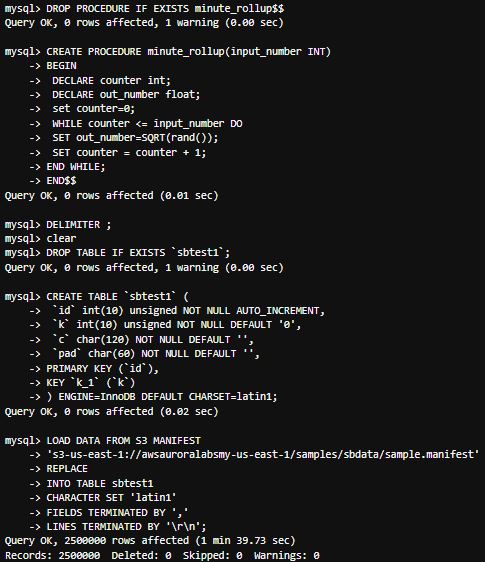 mysql> DROP PROCEDURE IF EXISTS minute_rollup$$
Query OK, 0 rows affected, 1 warning (0.00 sec)
mysql> CREATE PROCEDURE minute_rollup(input_number INT)
    -> BEGIN
    ->  DECLARE counter int;
    ->  DECLARE out_number float;
    ->  set counter=0;
    ->  WHILE counter <= input_number DO
    ->  SET out_number=SQRT(rand());
    ->  SET counter = counter + 1;
    -> END WHILE;
    -> END$$
Query OK, 0 rows affected (0.01 sec)
mysql> DELIMITER ;
mysql> clear
mysql> DROP TABLE IF EXISTS `sbtest1`;
Query OK, 0 rows affected, 1 warning (0.00 sec)
mysql> CREATE TABLE `sbtest1` (
    ->  `id` int(10) unsigned NOT NULL AUTO_INCREMENT,
    ->  `k` int(10) unsigned NOT NULL DEFAULT '0',
    ->  `c` char(120) NOT NULL DEFAULT '',
    ->  `pad` char(60) NOT NULL DEFAULT '',
    -> PRIMARY KEY (`id`),
    -> KEY `k_1` (`k`)
    -> ) ENGINE=InnoDB DEFAULT CHARSET=latin1;
Query OK, 0 rows affected (0.02 sec)
mysql> LOAD DATA FROM S3 MANIFEST
    -> 's3-us-east-1://awsauroralabsmy-us-east-1/samples/sbdata/sample.manifest'
    -> REPLACE
    -> INTO TABLE sbtest1
    -> CHARACTER SET 'latin1'
    -> FIELDS TERMINATED BY ','
    -> LINES TERMINATED BY '\r\n';
Query OK, 2500000 rows affected (1 min 39.73 sec)
Records: 2500000  Deleted: 0  Skipped: 0  Warnings: 0